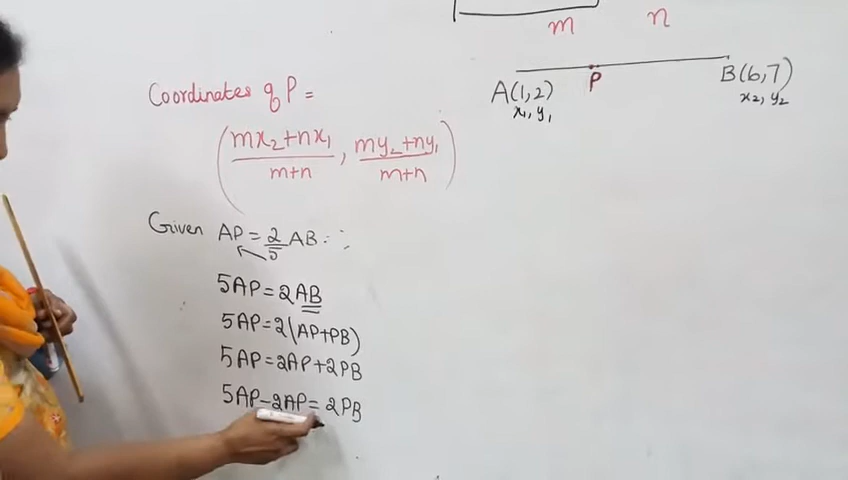 m n
A(1,2) P B(6,7)
x₁, y₁ x₂, y₂
Coordinates of P =
(mx₂+nx₁/m+n , my₂+ny₁/m+n)
Given AP = 2/5 AB ∴
5AP = 2AB
5AP = 2(AP+PB)
5AP = 2AP+2PB
5AP-2AP = 2PB